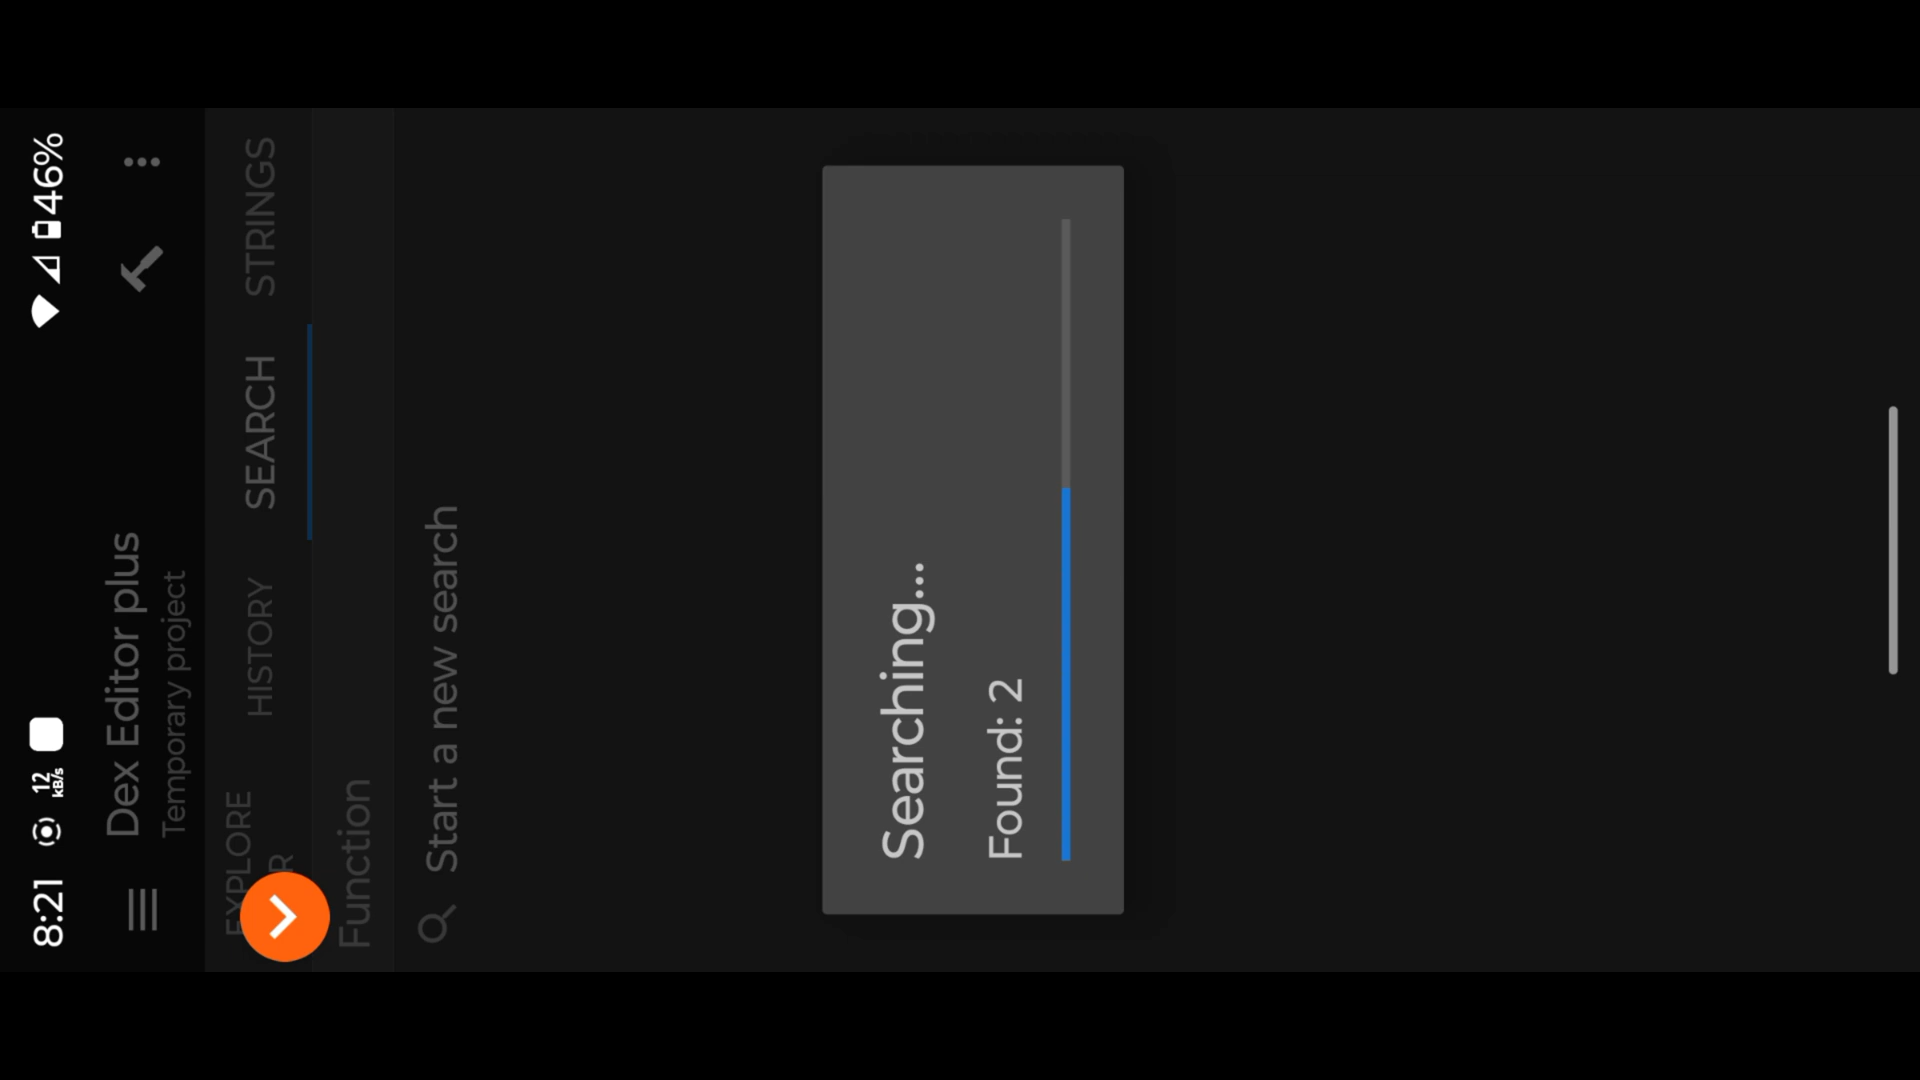 8:21 12 kB/s 46%
Dex Editor plus
Temporary project
EXPLORE
R
HISTORY
SEARCH
STRINGS
Function
Start a new search
Searching...
Found: 2